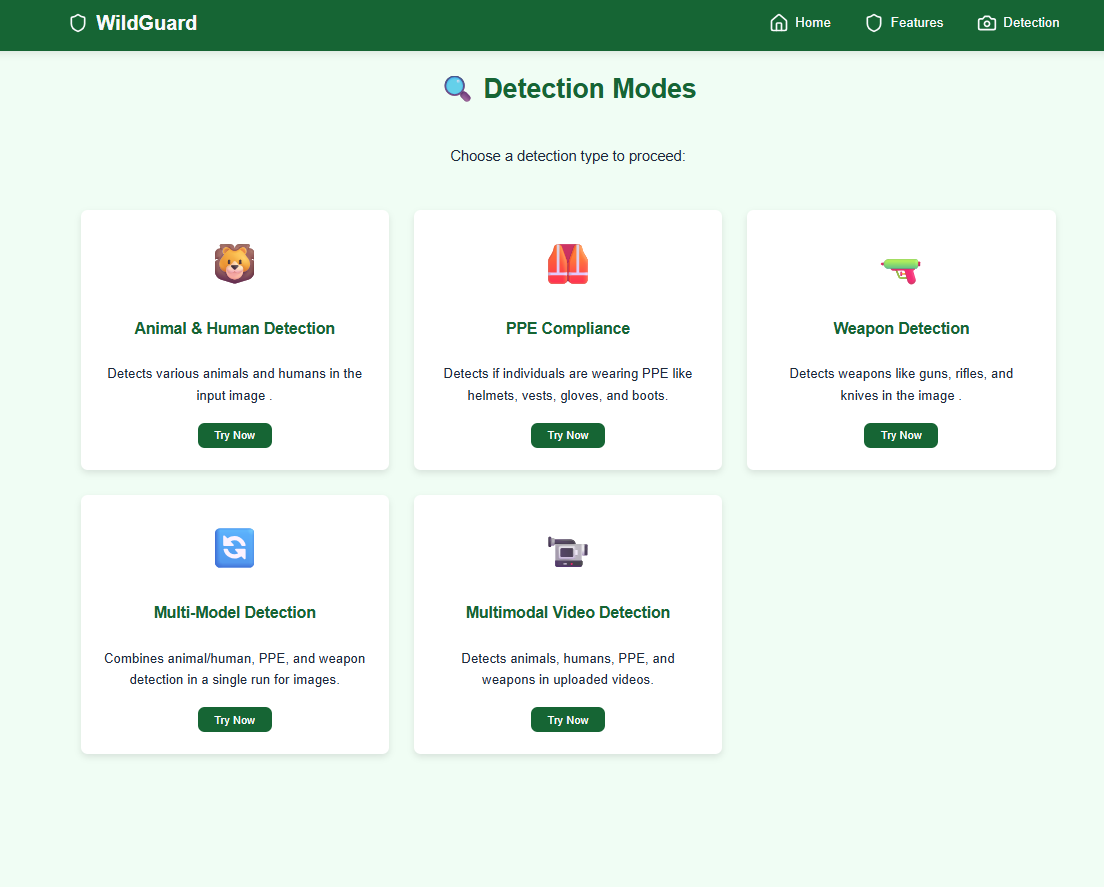 WildGuard
Home
Features
Detection
Detection Modes
Choose a detection type to proceed:
Animal & Human Detection
Detects various animals and humans in the
input image .
Try Now
PPE Compliance
Detects if individuals are wearing PPE like
helmets, vests, gloves, and boots.
Try Now
Weapon Detection
Detects weapons like guns, rifles, and
knives in the image .
Try Now
Multi-Model Detection
Combines animal/human, PPE, and weapon
detection in a single run for images.
Try Now
Multimodal Video Detection
Detects animals, humans, PPE, and
weapons in uploaded videos.
Try Now